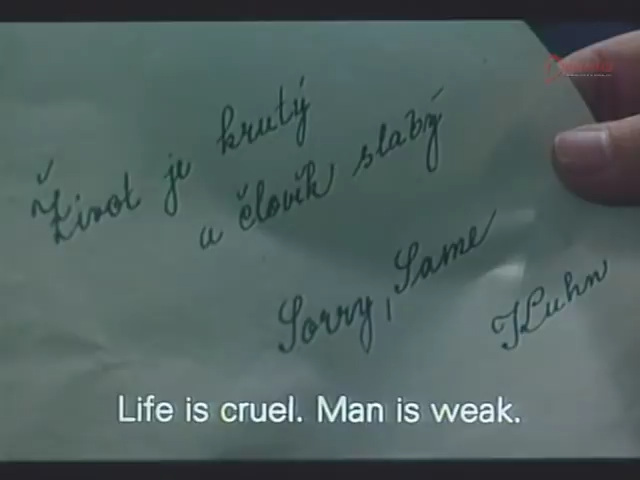 Život je krutý
a člověk slabý
Sorry, Same
Kuhn
Life is cruel. Man is weak.